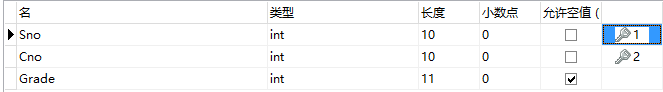 名 类型 长度 小数点 允许空值 (
Sno int 10 0 1
Cno int 10 0 2
Grade int 11 0